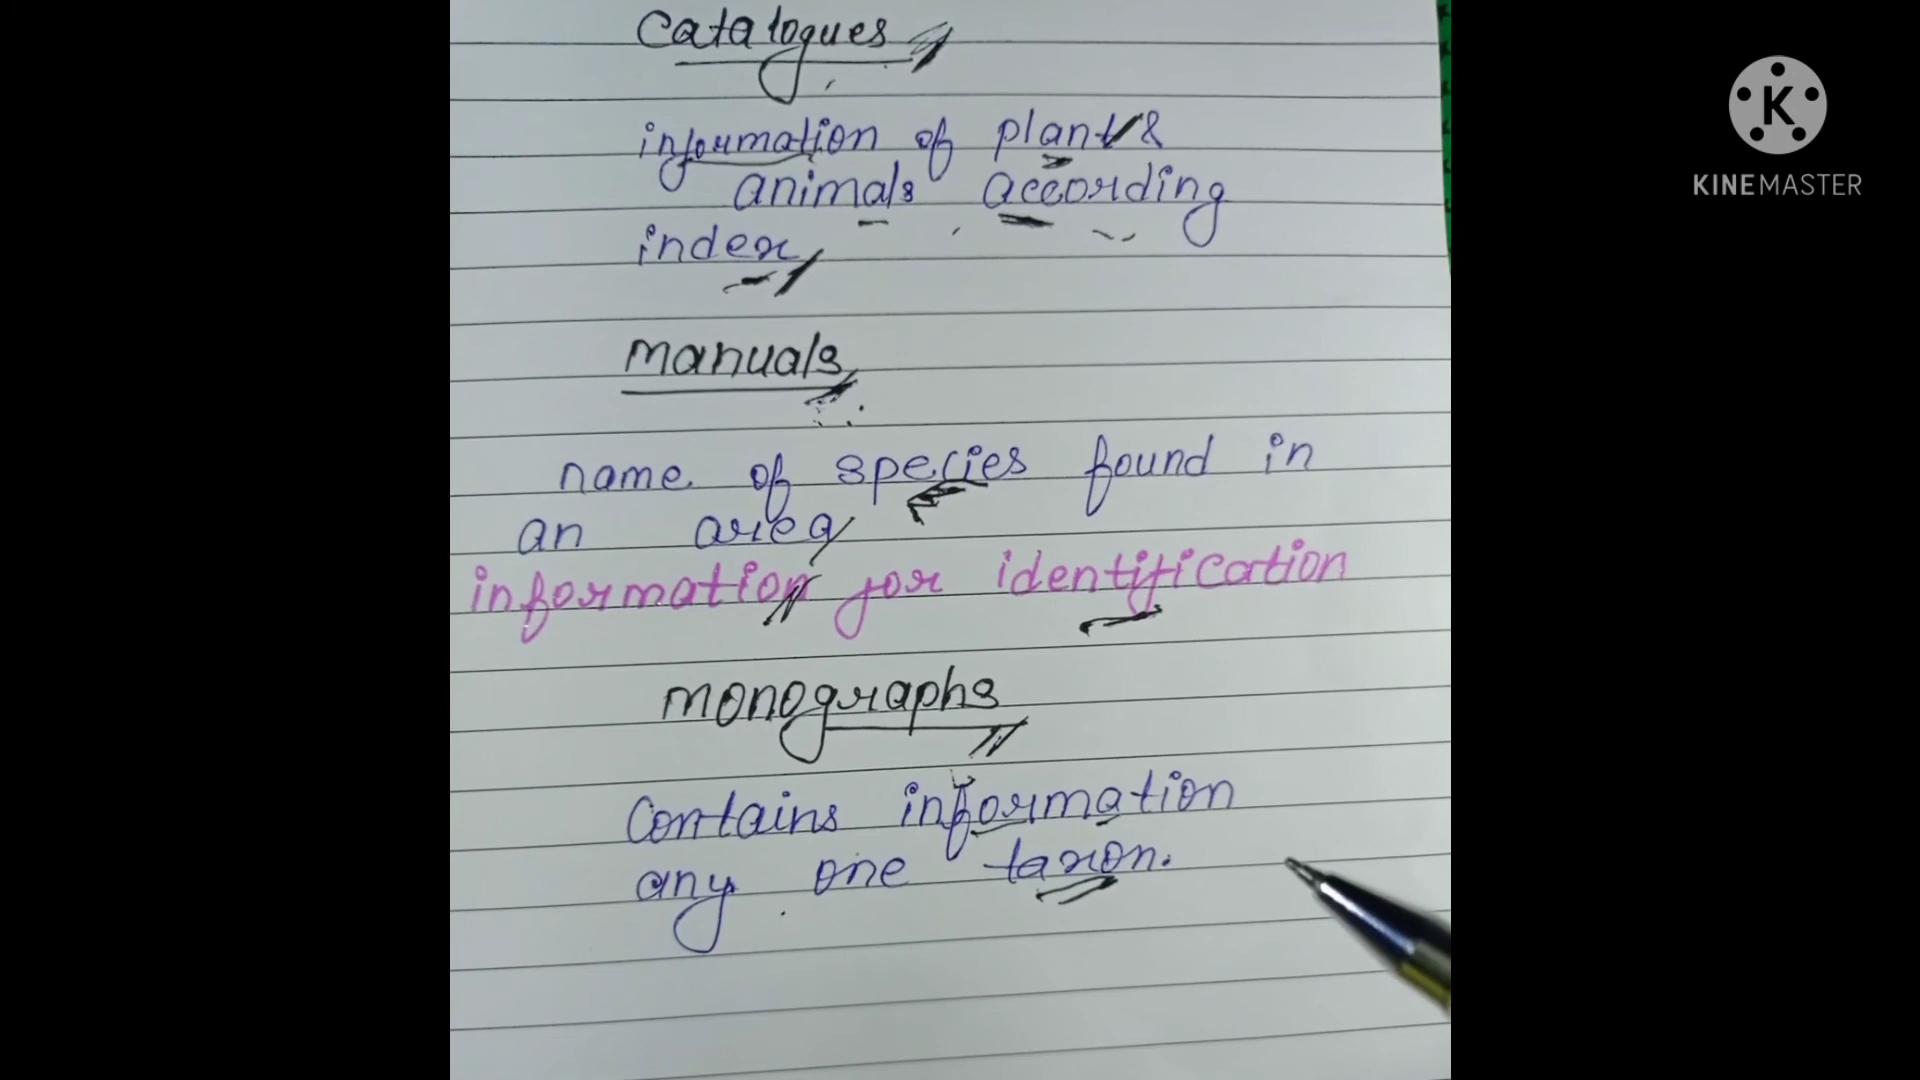 Catalogues
information of plant &
animals according
index
Manuals
name of species found in
an area
information for identification
Monographs
Contains information
any one taxon.
K
KINEMASTER